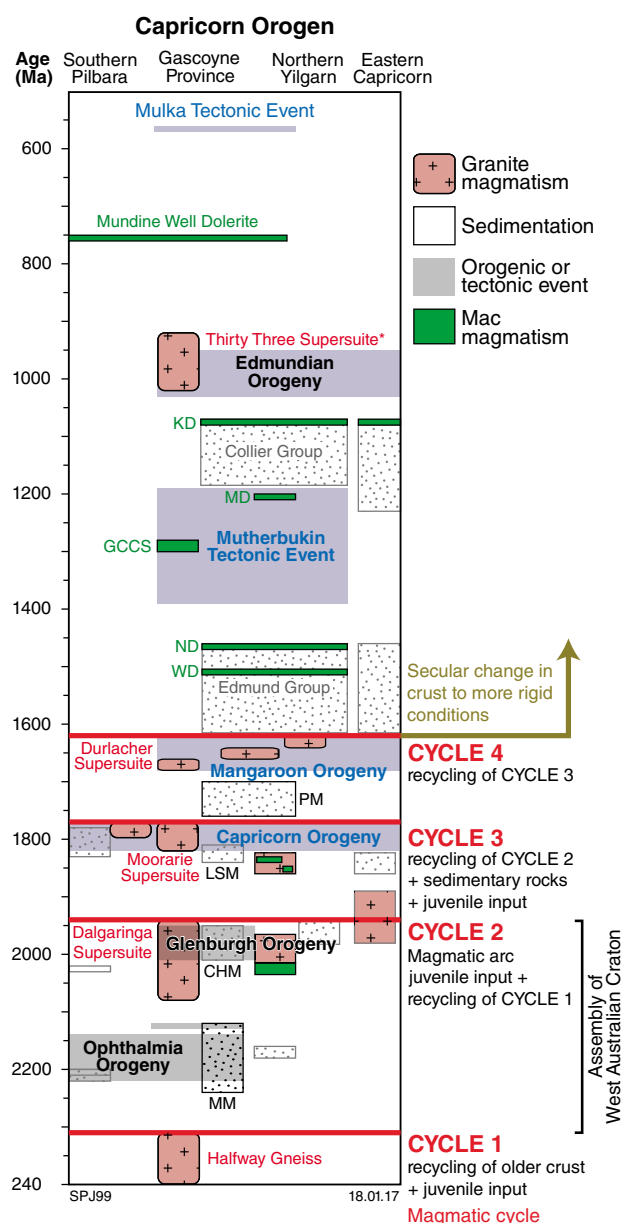 Capricorn Orogen
Age
(Ma)
Southern
Pilbara
Gascoyne
Province
Northern
Yilgarn
Eastern
Capricorn
Mulka Tectonic Event
600
Granite
magmatism
Sedimentation
Orogenic or
tectonic event
Mac
magmatism
Mundine Well Dolerite
800
Thirty Three Supersuite*
Edmundian
Orogeny
1000
KD
Collier Group
1200
MD
GCCS
Mutherbukin
Tectonic Event
1400
ND
WD
Edmund Group
Secular change in
crust to more rigid
conditions
1600
Durlacher
Supersuite
Mangaroon Orogeny
CYCLE 4
recycling of CYCLE 3
PM
1800
Capricorn Orogeny
Moorarie
Supersuite
LSM
CYCLE 3
recycling of CYCLE 2
+ sedimentary rocks
+ juvenile input
Dalgaringa
Supersuite
Glenburgh Orogeny
CHM
2000
CYCLE 2
Magmatic arc
juvenile input +
recycling of CYCLE 1
Assembly of
West Australian Craton
Ophthalmia
Orogeny
2200
MM
Halfway Gneiss
CYCLE 1
recycling of older crust
+ juvenile input
240
SPJ99
18.01.17
Magmatic cycle